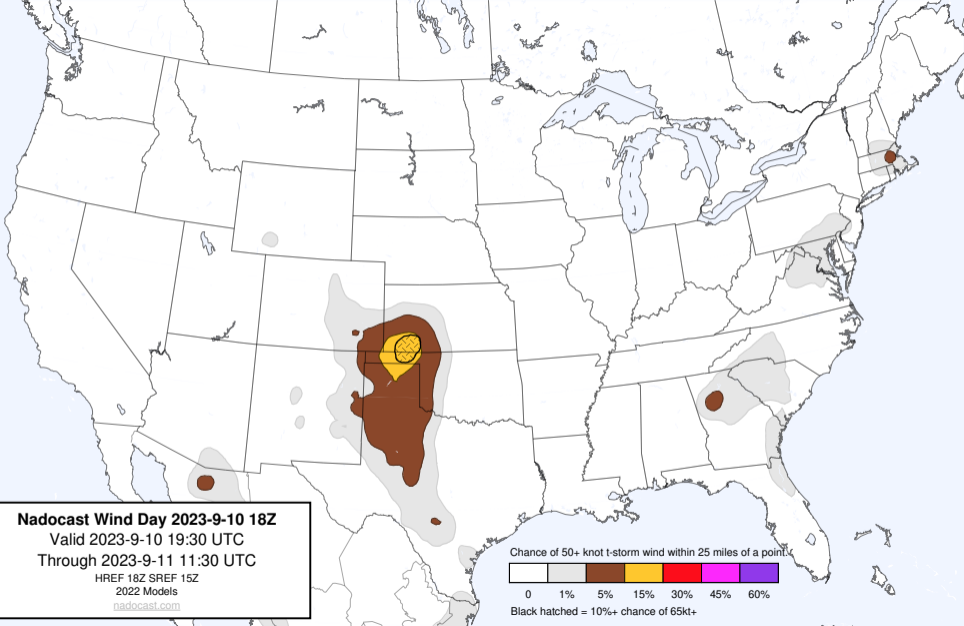 Nadocast Wind Day 2023-9-10 18Z
Valid 2023-9-10 19:30 UTC
Through 2023-9-11 11:30 UTC
HREF 18Z SREF 15Z
2022 Models
nadocast.com
Chance of 50+ knot t-storm wind within 25 miles of a point.
0 1% 5% 15% 30% 45% 60%
Black hatched = 10%+ chance of 65kt+